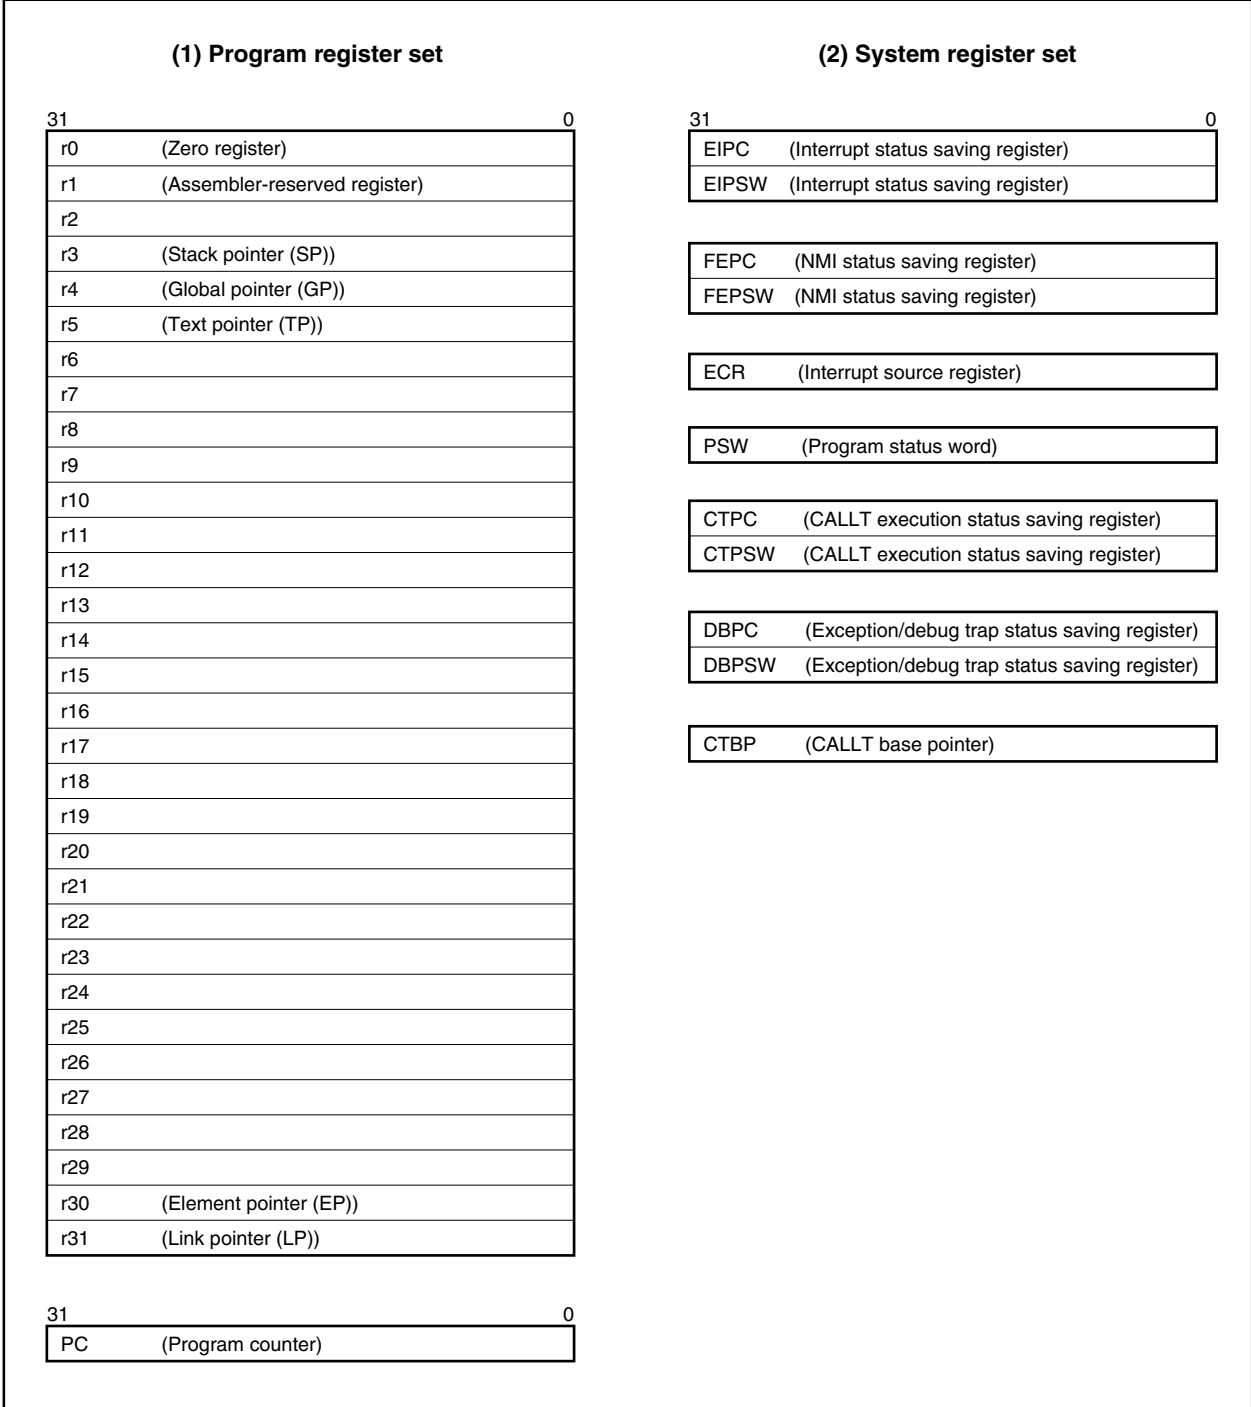 (1) Program register set
31 0
r0 (Zero register)
r1 (Assembler-reserved register)
r2
r3 (Stack pointer (SP))
r4 (Global pointer (GP))
r5 (Text pointer (TP))
r6
r7
r8
r9
r10
r11
r12
r13
r14
r15
r16
r17
r18
r19
r20
r21
r22
r23
r24
r25
r26
r27
r28
r29
r30 (Element pointer (EP))
r31 (Link pointer (LP))
31 0
PC (Program counter)
(2) System register set
31 0
EIPC (Interrupt status saving register)
EIPSW (Interrupt status saving register)
FEPC (NMI status saving register)
FEPSW (NMI status saving register)
ECR (Interrupt source register)
PSW (Program status word)
CTPC (CALLT execution status saving register)
CTPSW (CALLT execution status saving register)
DBPC (Exception/debug trap status saving register)
DBPSW (Exception/debug trap status saving register)
CTBP (CALLT base pointer)